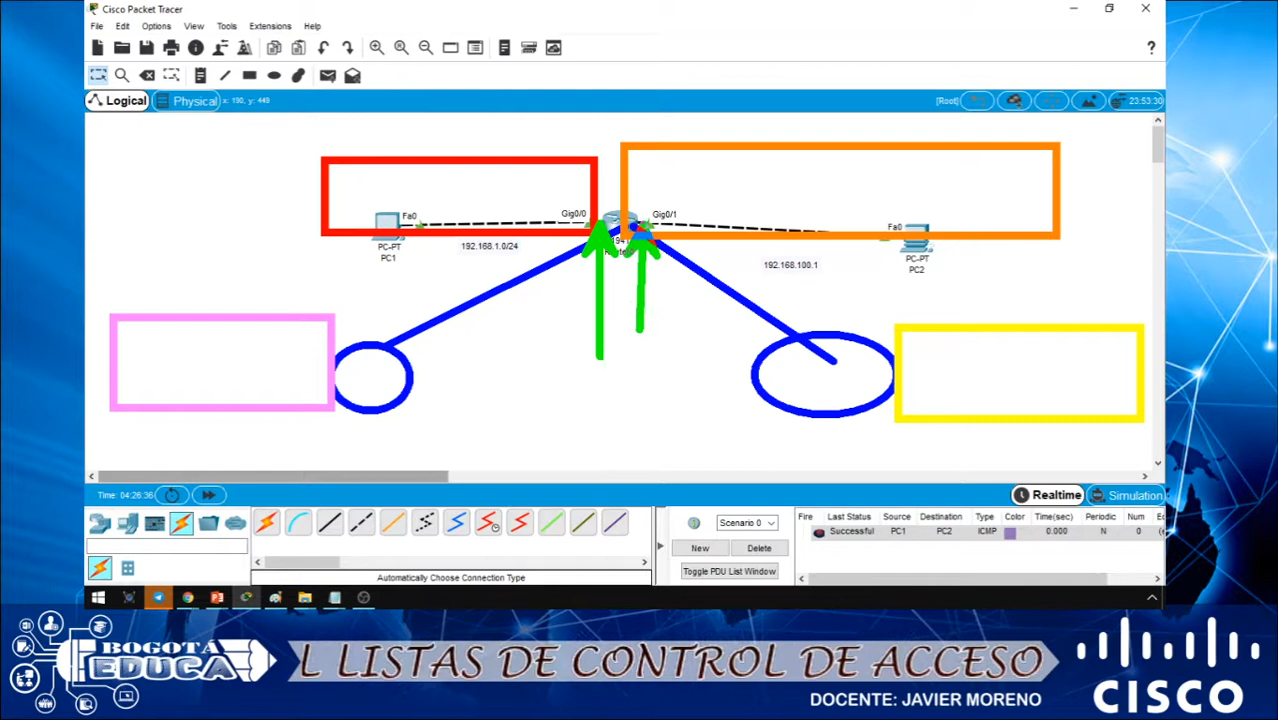 Cisco Packet Tracer
File Edit Options View Tools Extensions Help
?
Logical Physical x: 190, y: 449 [Root] 23:53:30
Fa0 Gig0/0 Gig0/1 Fa0
192.168.1.0/24
PC-PT
PC1
192.168.100.1
PC-PT
PC2
Time: 04:26:36 Realtime Simulation
Scenario 0
New Delete
Toggle PDU List Window
Automatically Choose Connection Type
Fire Last Status Source Destination Type Color Time(sec) Periodic Num
Successful PC1 PC2 ICMP 0.000 N 0
BOGOTÁ
EDUCA
L LISTAS DE CONTROL DE ACCESO
DOCENTE: JAVIER MORENO
CISCO